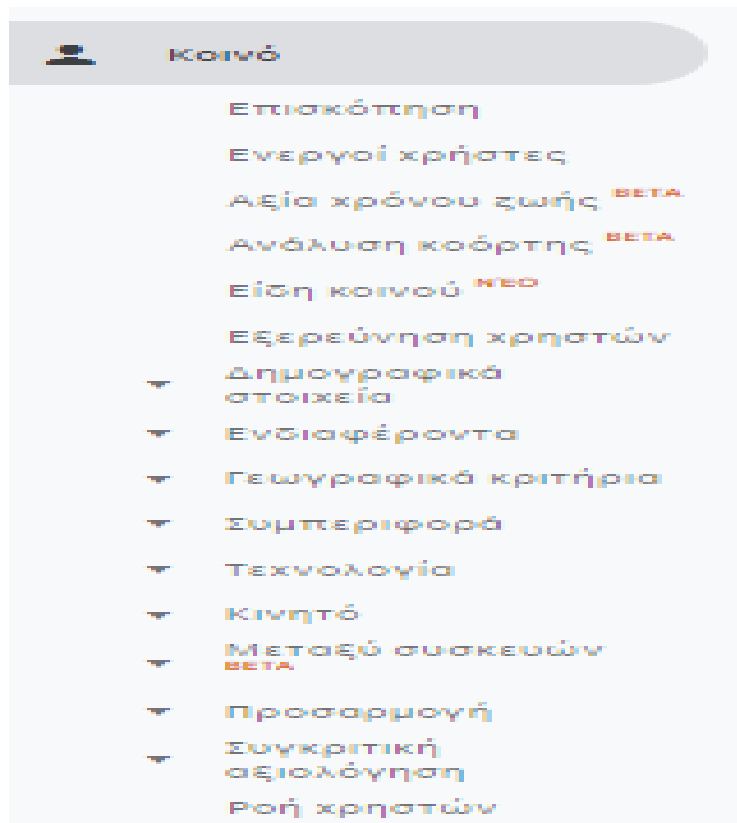 Κοινό
Επισκόπηση
Ενεργοί χρήστες
Αξία χρόνου ζωής BETA
Ανάλυση κοόρτης BETA
Είδη κοινού ΝΈΟ
Εξερεύνηση χρηστών
Δημογραφικά
στοιχεία
Ενδιαφέροντα
Γεωγραφικά κριτήρια
Συμπεριφορά
Τεχνολογία
Κινητό
Μεταξύ συσκευών
BETA
Προσαρμογή
Συγκριτική
αξιολόγηση
Ροή χρηστών